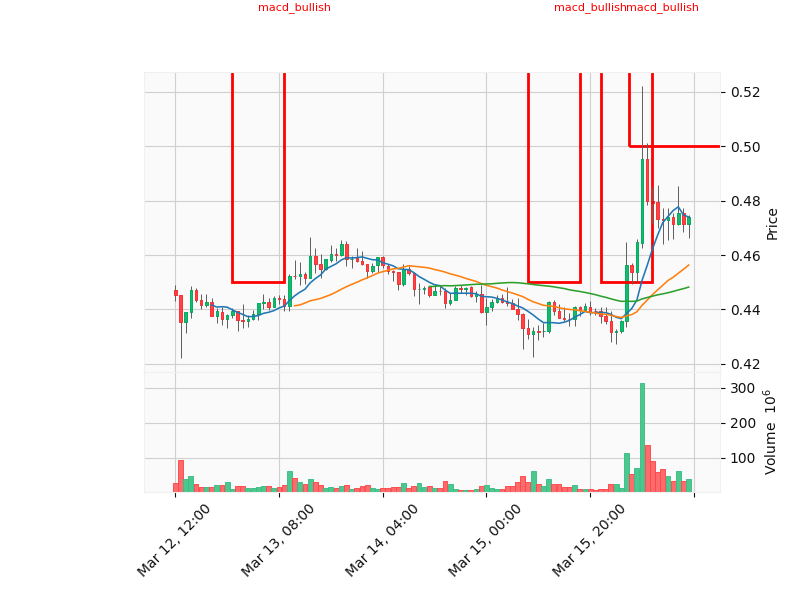 macd_bullish macd_bullishmacd_bullish
0.52
0.50
0.48
Price
0.46
0.44
0.42
300
200
100
Volume 10^6
Mar 12, 12:00
Mar 13, 08:00
Mar 14, 04:00
Mar 15, 00:00
Mar 15, 20:00